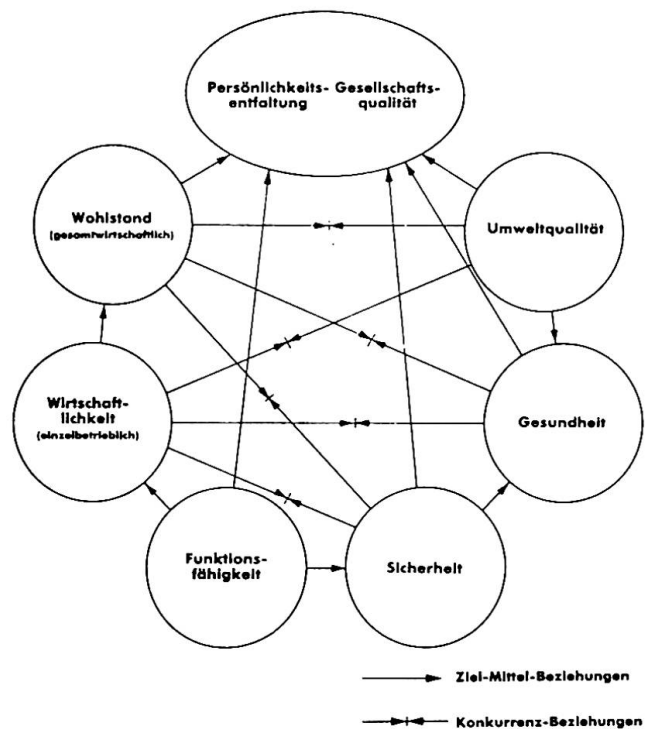 Persönlichkeits- Gesellschafts-
entfaltung qualität
Wohlstand
(gesamtwirtschaftlich)
Umweltqualität
Wirtschaft-
lichkeit
(einzelbetrieblich)
Gesundheit
Funktions-
fähigkeit
Sicherheit
Ziel-Mittel-Beziehungen
Konkurrenz-Beziehungen